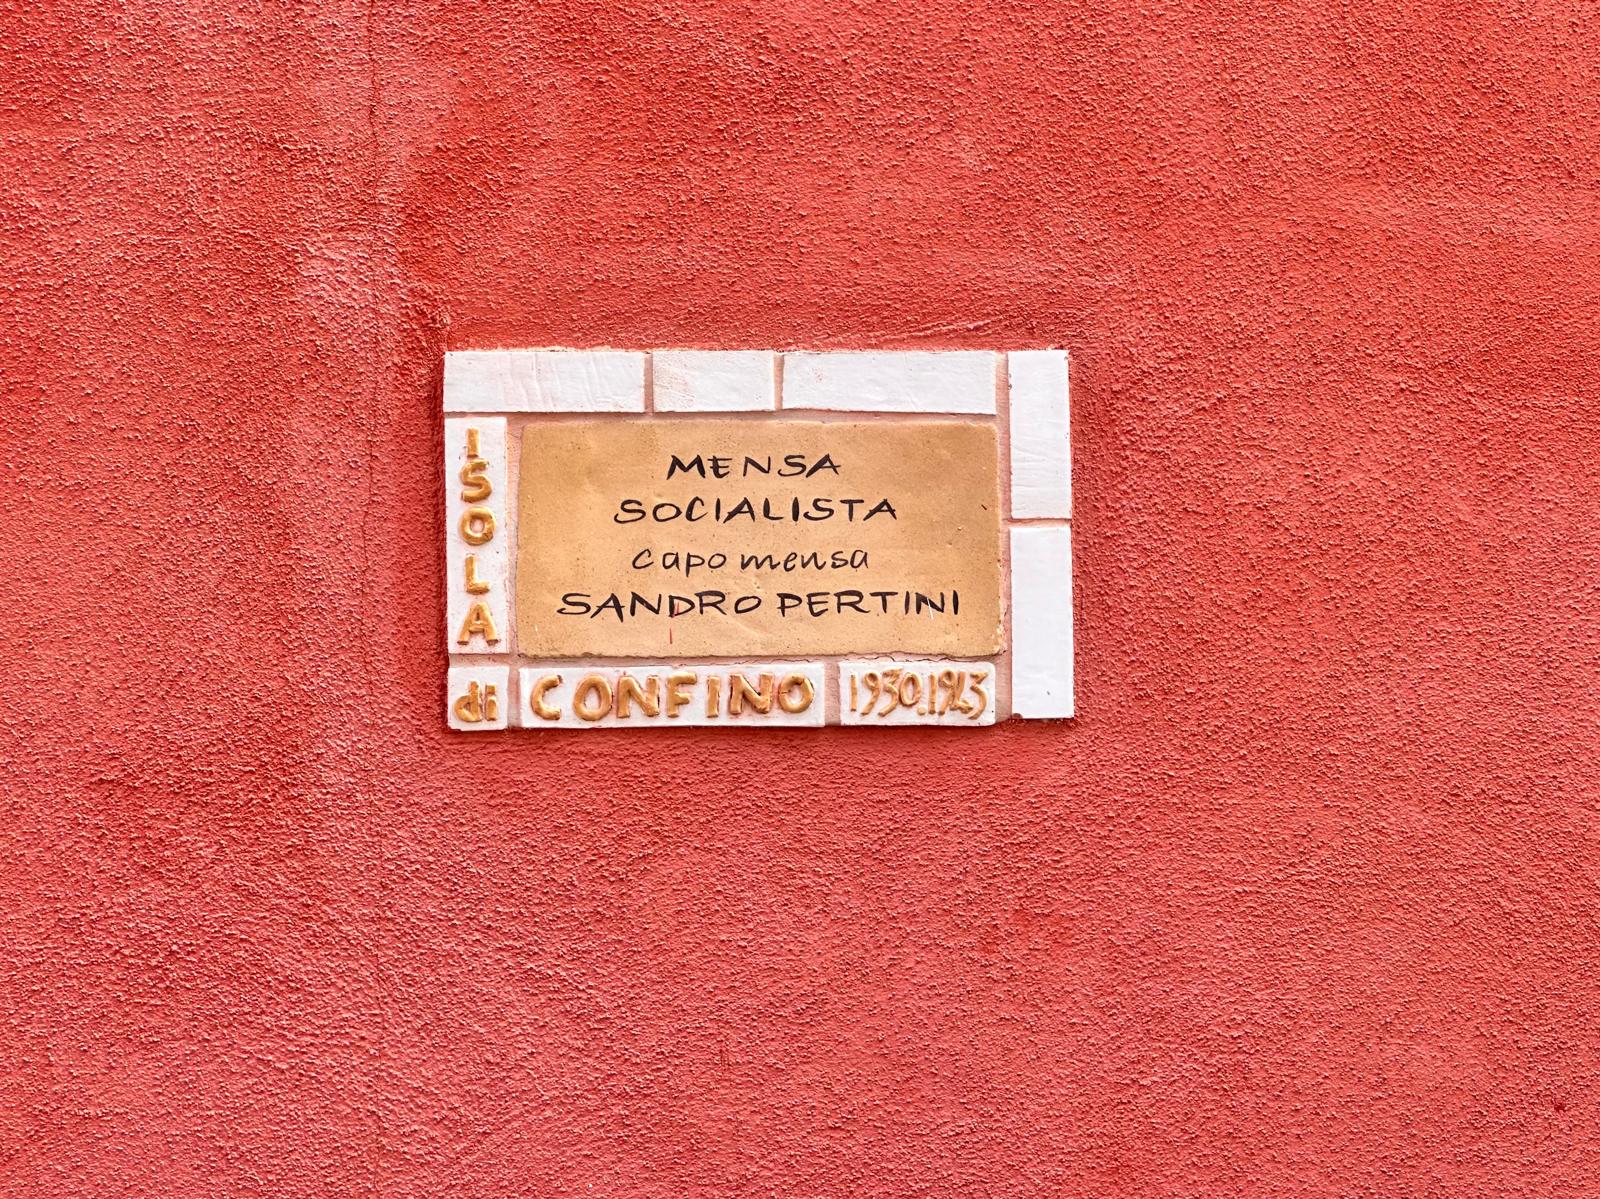 MENSA
SOCIALISTA
capo mensa
SANDRO PERTINI
ISOLA
di CONFINO 1930.1943